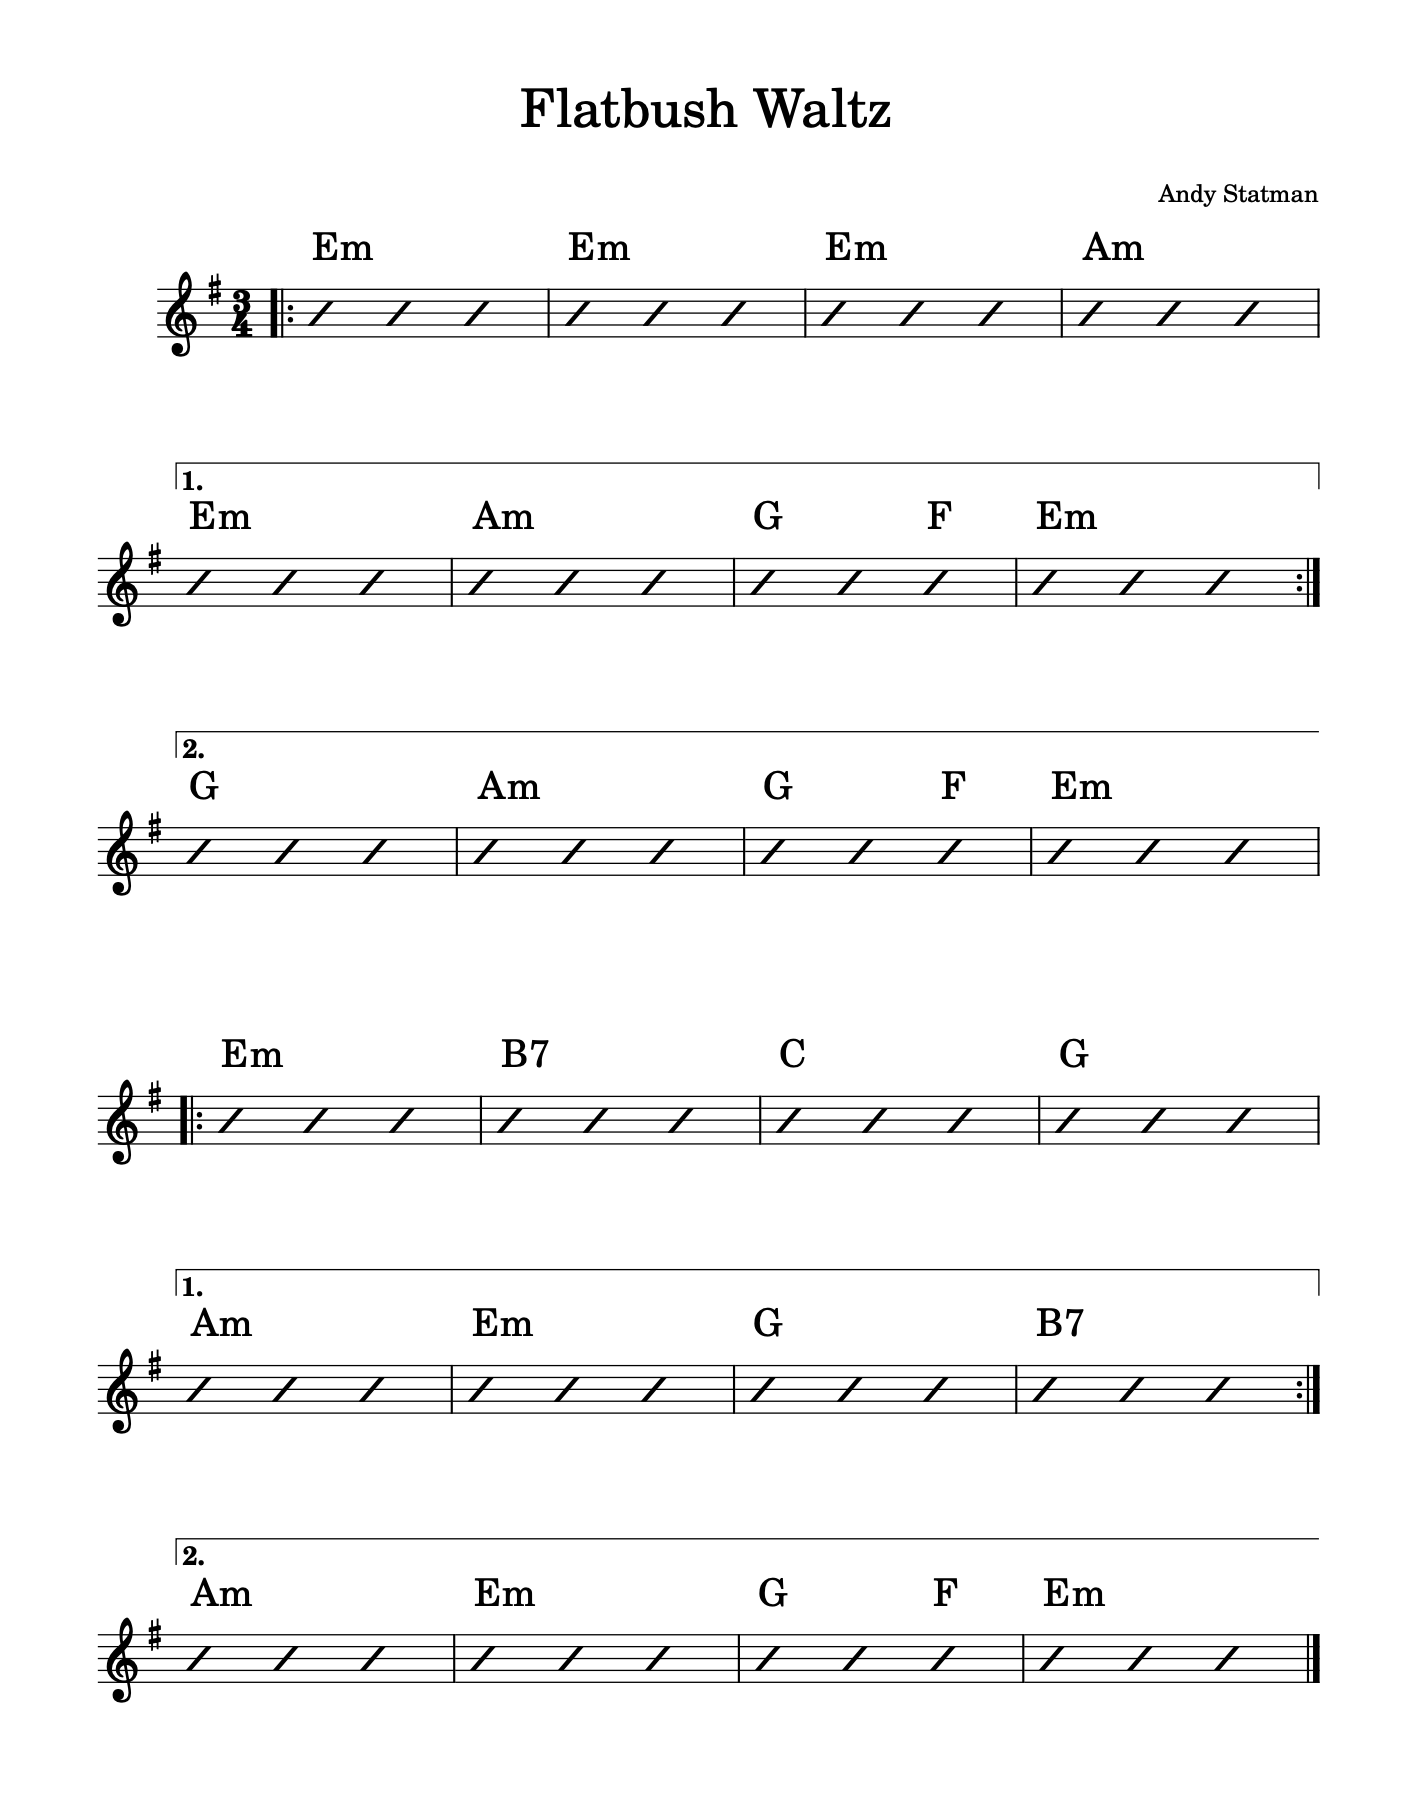 Flatbush Waltz
Andy Statman
Em Em Em Am
3
4
1.
Em Am G F Em
2.
G Am G F Em
Em B7 C G
1.
Am Em G B7
2.
Am Em G F Em